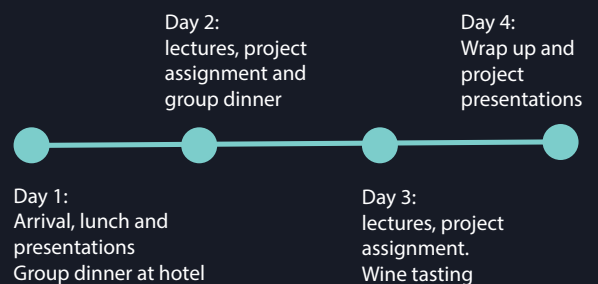 Day 1:
Arrival, lunch and
presentations
Group dinner at hotel
Day 2:
lectures, project
assignment and
group dinner
Day 3:
lectures, project
assignment.
Wine tasting
Day 4:
Wrap up and
project
presentations